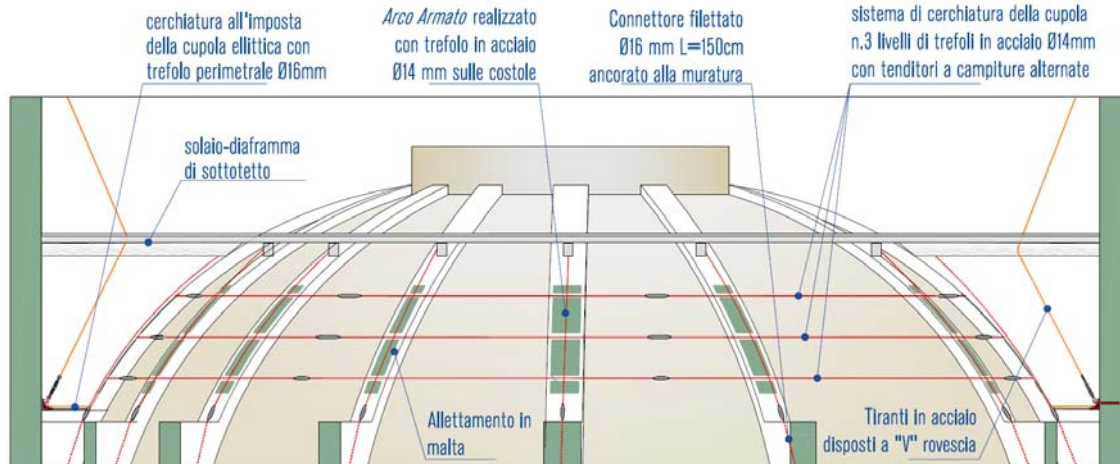 cerchiatura all'imposta
della cupola ellittica con
trefolo perimetrale Ø16mm
Arco Armato realizzato
con trefolo in acciaio
Ø14 mm sulle costole
Connettore filettato
Ø16 mm L=150cm
ancorato alla muratura
sistema di cerchiatura della cupola
n.3 livelli di trefoli in acciaio Ø14mm
con tenditori a campiture alternate
solaio-diaframma
di sottotetto
Allettamento in
malta
Tiranti in acciaio
disposti a "V" rovescia